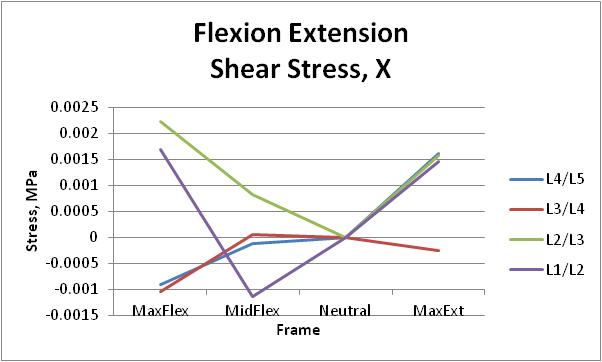 Flexion Extension
Shear Stress, X
0.0025
0.002
0.0015
0.001
0.0005
0
-0.0005
-0.001
-0.0015
Stress, MPa
MaxFlex MidFlex Neutral MaxExt
Frame
L4/L5
L3/L4
L2/L3
L1/L2